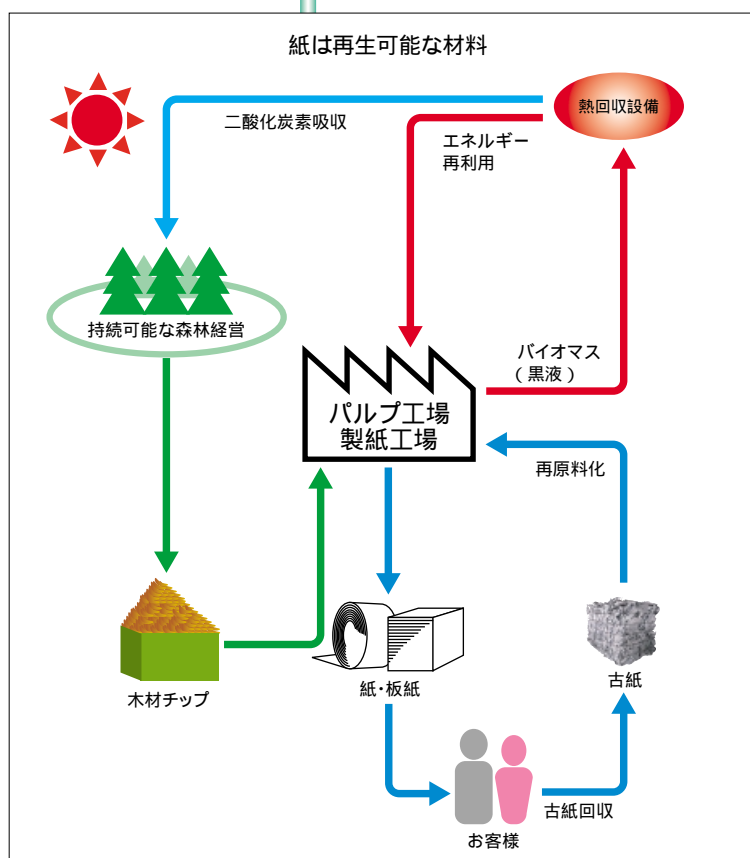 紙は再生可能な材料
熱回収設備
二酸化炭素吸収
エネルギー
再利用
持続可能な森林経営
バイオマス
(黒液)
パルプ工場
製紙工場
再原料化
木材チップ
紙・板紙
古紙
古紙回収
お客様